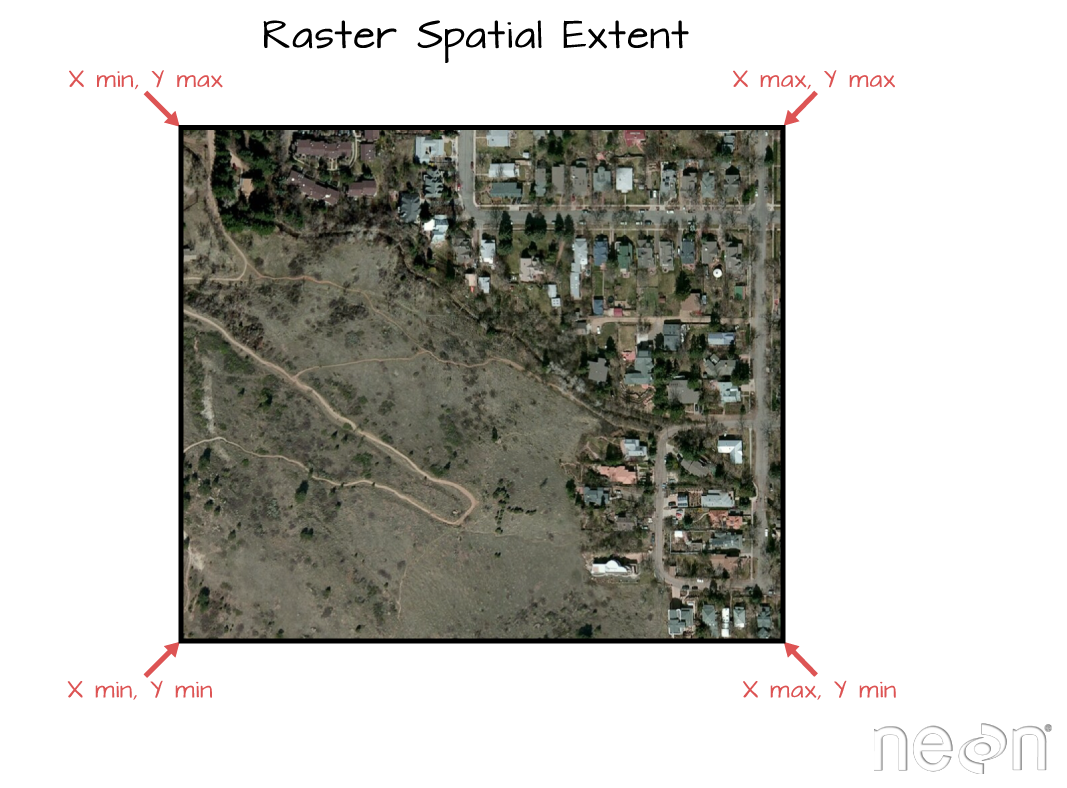 Raster Spatial Extent
X min, Y max
X max, Y max
X min, Y min
X max, Y min
neon®